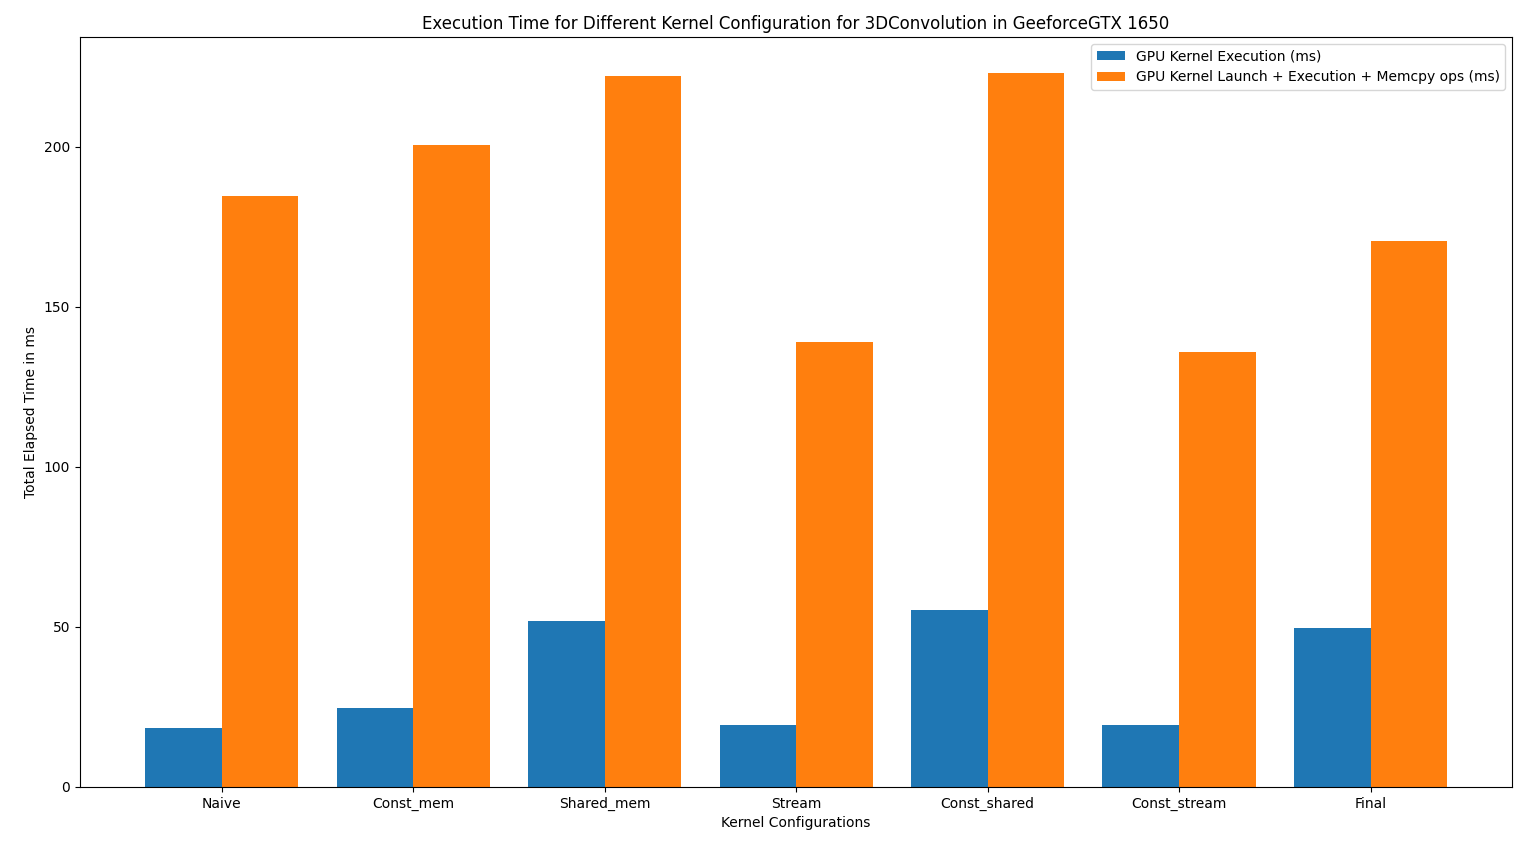 Execution Time for Different Kernel Configuration for 3DConvolution in GeeforceGTX 1650
GPU Kernel Execution (ms)
GPU Kernel Launch + Execution + Memcpy ops (ms)
Total Elapsed Time in ms
200
150
100
50
0
Naive
Const_mem
Shared_mem
Stream
Const_shared
Const_stream
Final
Kernel Configurations